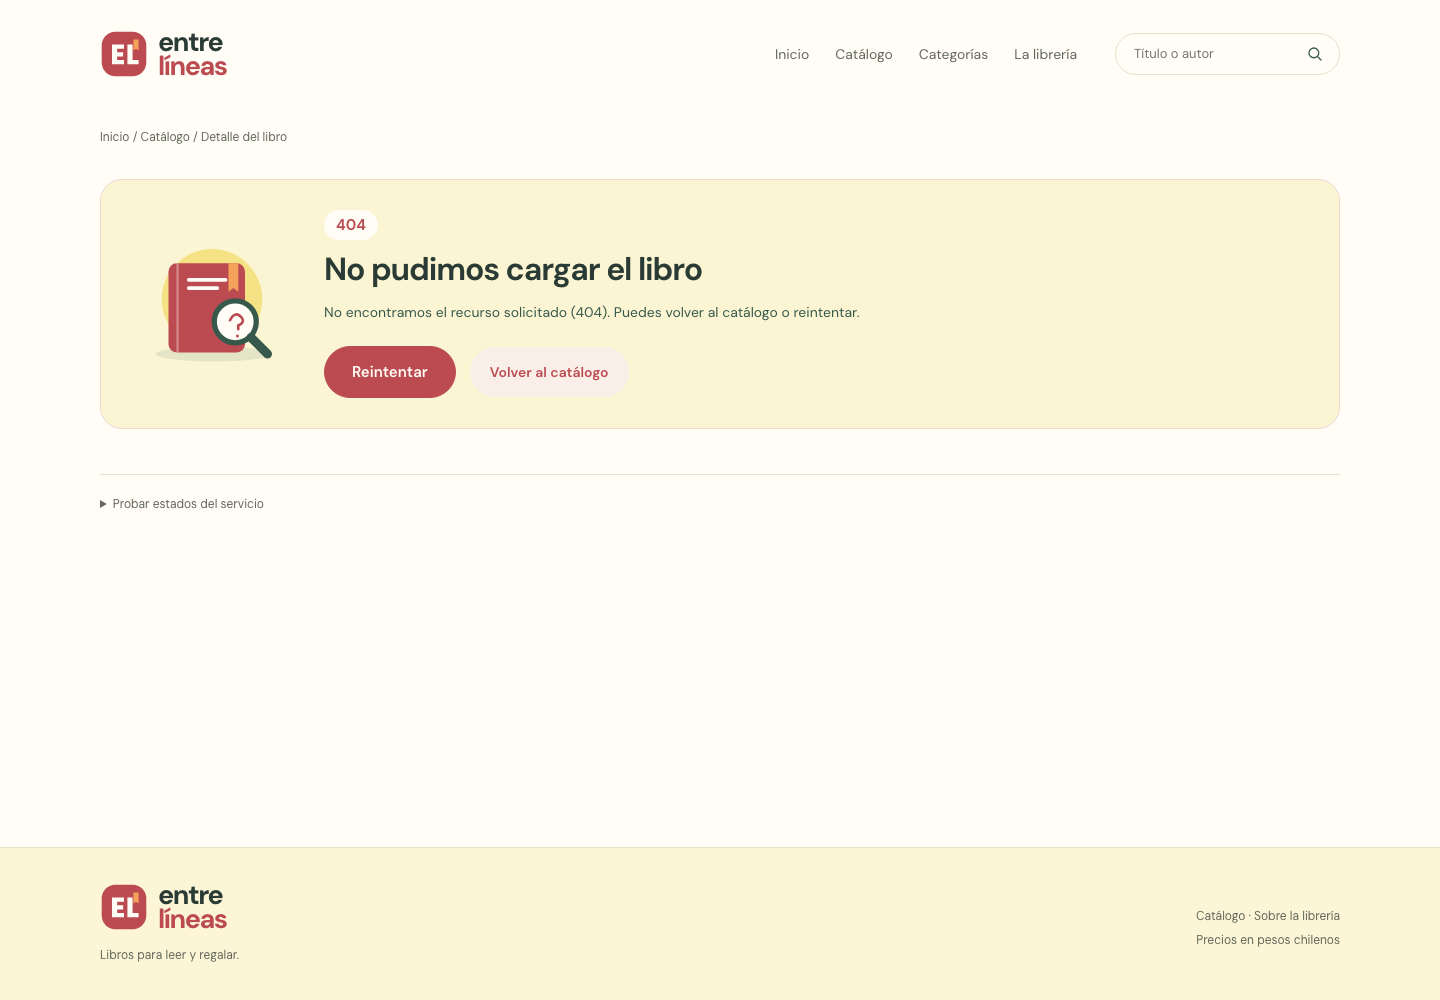 EL entre líneas
Inicio Catálogo Categorías La librería Título o autor
Inicio / Catálogo / Detalle del libro
404
No pudimos cargar el libro
No encontramos el recurso solicitado (404). Puedes volver al catálogo o reintentar.
Reintentar Volver al catálogo
Probar estados del servicio
EL entre líneas
Libros para leer y regalar.
Catálogo · Sobre la librería
Precios en pesos chilenos